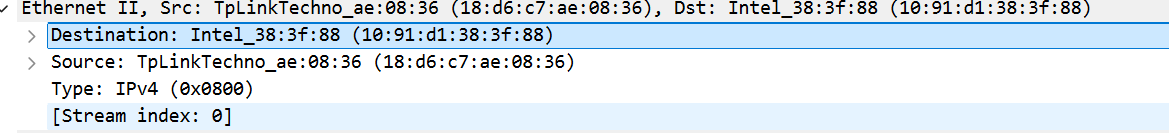 Ethernet II, Src: TpLinkTechno_ae:08:36 (18:d6:c7:ae:08:36), Dst: Intel_38:3f:88 (10:91:d1:38:3f:88)
Destination: Intel_38:3f:88 (10:91:d1:38:3f:88)
Source: TpLinkTechno_ae:08:36 (18:d6:c7:ae:08:36)
Type: IPv4 (0x0800)
[Stream index: 0]